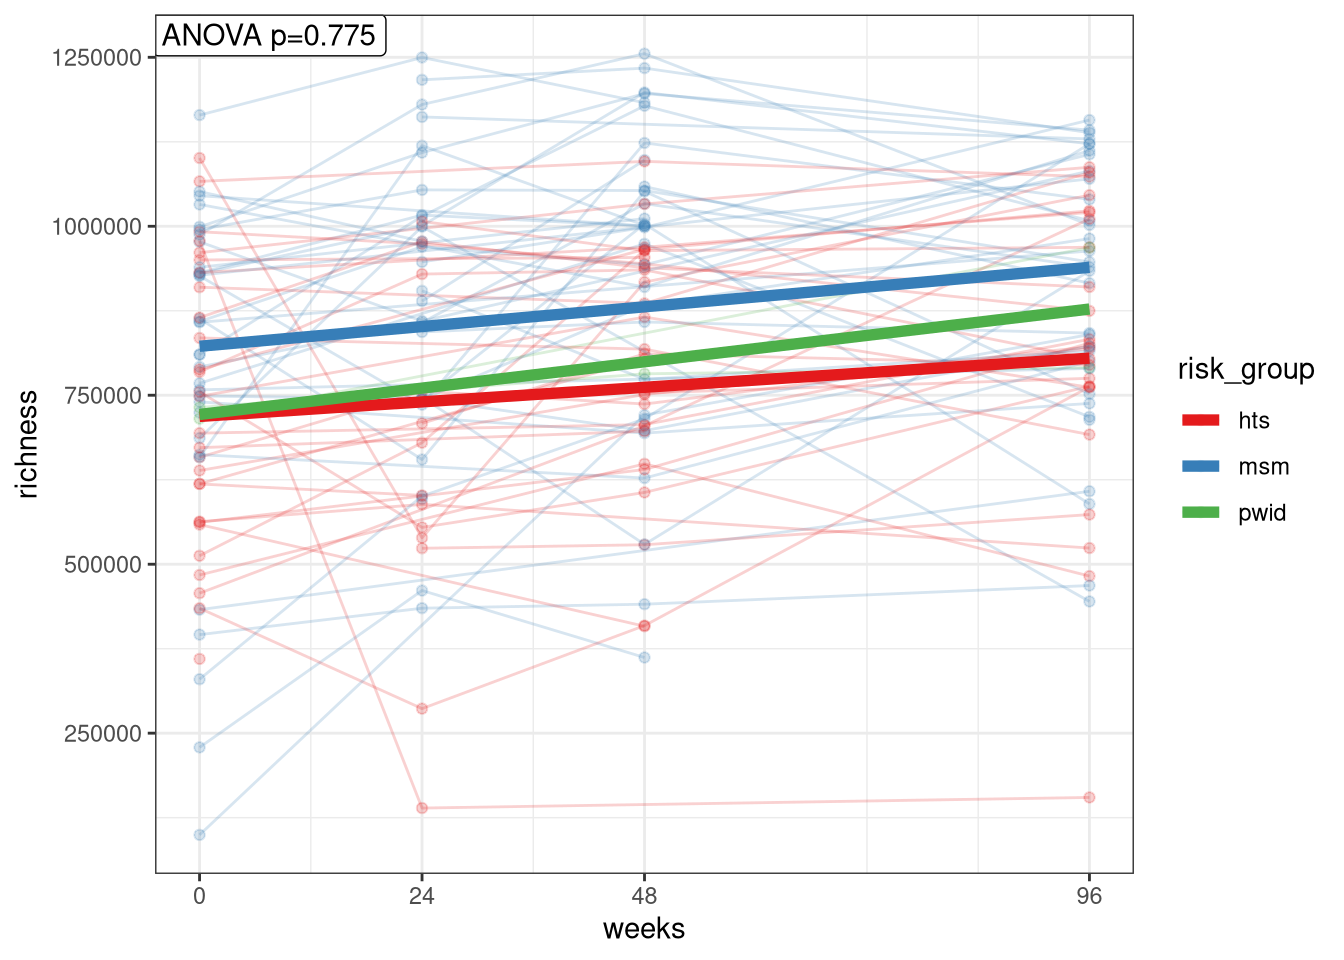 ANOVA p=0.775
1250000
1000000
750000
500000
250000
richness
0 24 48 96
weeks
risk_group
hts
msm
pwid